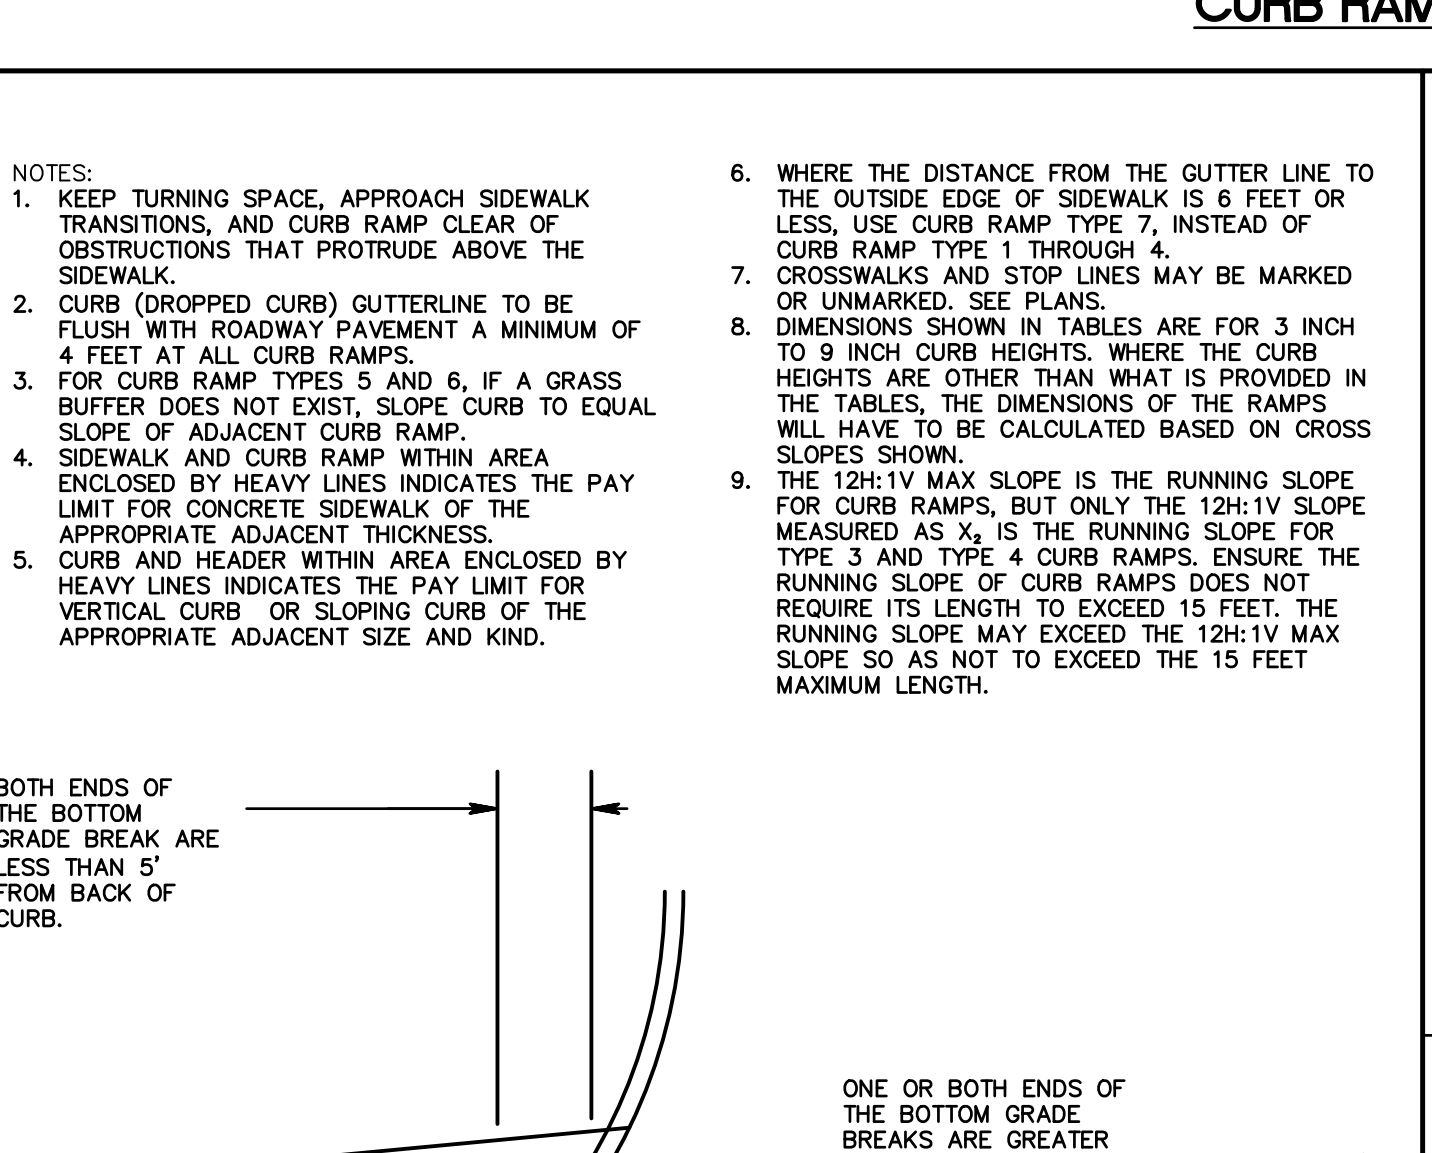 CURB RAM
NOTES:
1. KEEP TURNING SPACE, APPROACH SIDEWALK
TRANSITIONS, AND CURB RAMP CLEAR OF
OBSTRUCTIONS THAT PROTRUDE ABOVE THE
SIDEWALK.
2. CURB (DROPPED CURB) GUTTERLINE TO BE
FLUSH WITH ROADWAY PAVEMENT A MINIMUM OF
4 FEET AT ALL CURB RAMPS.
3. FOR CURB RAMP TYPES 5 AND 6, IF A GRASS
BUFFER DOES NOT EXIST, SLOPE CURB TO EQUAL
SLOPE OF ADJACENT CURB RAMP.
4. SIDEWALK AND CURB RAMP WITHIN AREA
ENCLOSED BY HEAVY LINES INDICATES THE PAY
LIMIT FOR CONCRETE SIDEWALK OF THE
APPROPRIATE ADJACENT THICKNESS.
5. CURB AND HEADER WITHIN AREA ENCLOSED BY
HEAVY LINES INDICATES THE PAY LIMIT FOR
VERTICAL CURB OR SLOPING CURB OF THE
APPROPRIATE ADJACENT SIZE AND KIND.
6. WHERE THE DISTANCE FROM THE GUTTER LINE TO
THE OUTSIDE EDGE OF SIDEWALK IS 6 FEET OR
LESS, USE CURB RAMP TYPE 7, INSTEAD OF
CURB RAMP TYPE 1 THROUGH 4.
7. CROSSWALKS AND STOP LINES MAY BE MARKED
OR UNMARKED. SEE PLANS.
8. DIMENSIONS SHOWN IN TABLES ARE FOR 3 INCH
TO 9 INCH CURB HEIGHTS. WHERE THE CURB
HEIGHTS ARE OTHER THAN WHAT IS PROVIDED IN
THE TABLES, THE DIMENSIONS OF THE RAMPS
WILL HAVE TO BE CALCULATED BASED ON CROSS
SLOPES SHOWN.
9. THE 12H:1V MAX SLOPE IS THE RUNNING SLOPE
FOR CURB RAMPS, BUT ONLY THE 12H:1V SLOPE
MEASURED AS X₂ IS THE RUNNING SLOPE FOR
TYPE 3 AND TYPE 4 CURB RAMPS. ENSURE THE
RUNNING SLOPE OF CURB RAMPS DOES NOT
REQUIRE ITS LENGTH TO EXCEED 15 FEET. THE
RUNNING SLOPE MAY EXCEED THE 12H:1V MAX
SLOPE SO AS NOT TO EXCEED THE 15 FEET
MAXIMUM LENGTH.
BOTH ENDS OF
THE BOTTOM
GRADE BREAK ARE
LESS THAN 5'
FROM BACK OF
CURB.
ONE OR BOTH ENDS OF
THE BOTTOM GRADE
BREAKS ARE GREATER